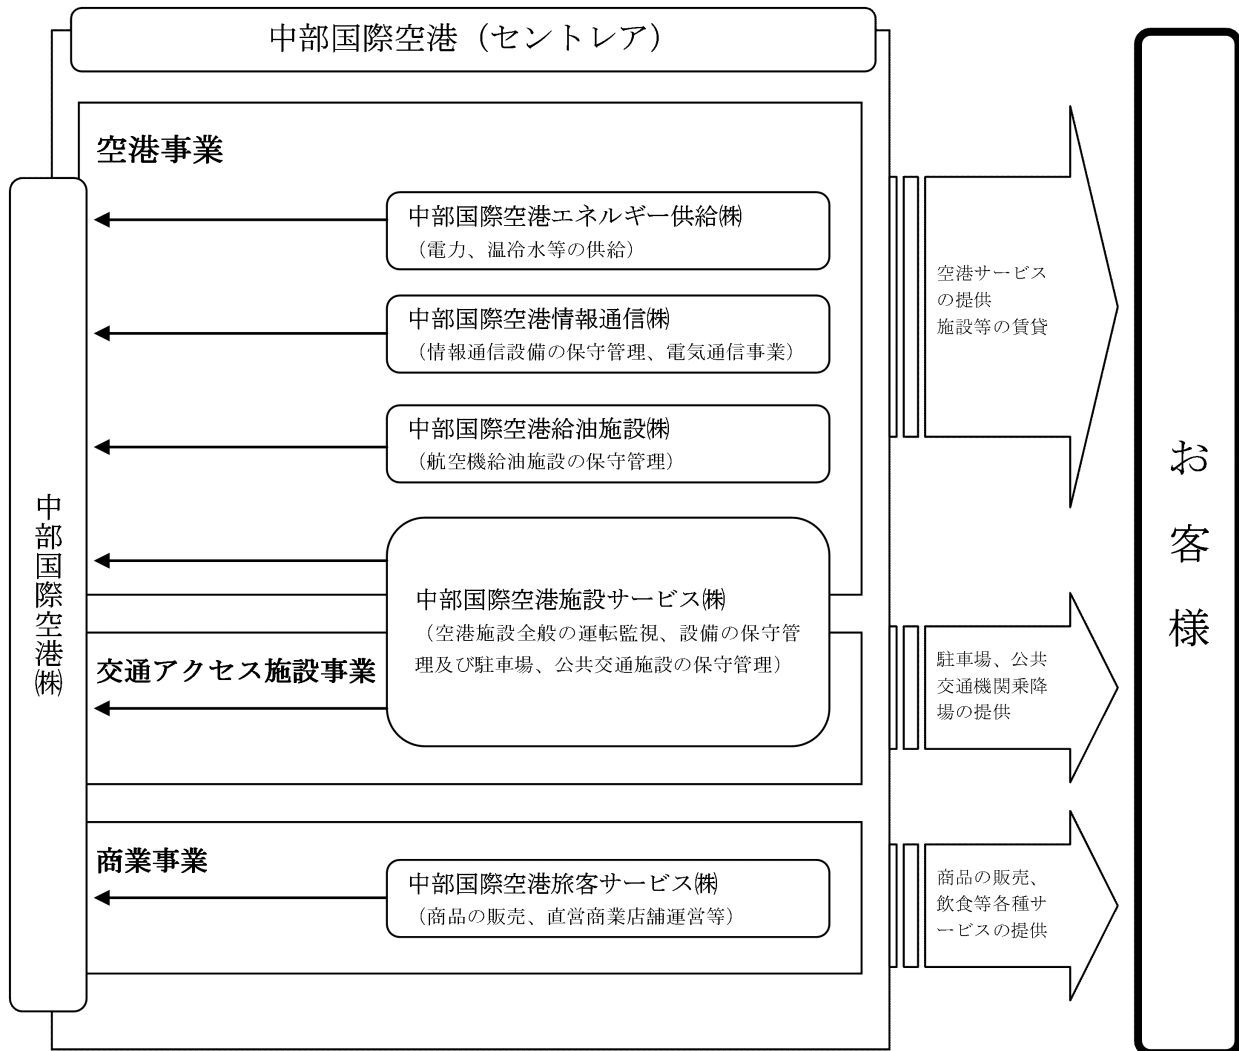 中部国際空港（セントレア）
空港事業
中部国際空港エネルギー供給㈱
（電力、温冷水等の供給）
中部国際空港情報通信㈱
（情報通信設備の保守管理、電気通信事業）
中部国際空港給油施設㈱
（航空機給油施設の保守管理）
中部国際空港施設サービス㈱
（空港施設全般の運転監視、設備の保守管
理及び駐車場、公共交通施設の保守管理）
交通アクセス施設事業
商業事業
中部国際空港旅客サービス㈱
（商品の販売、直営商業店舗運営等）
中部国際空港㈱
空港サービス
の提供
施設等の賃貸
駐車場、公共
交通機関乗降
場の提供
商品の販売、
飲食等各種サ
ービスの提供
お客様